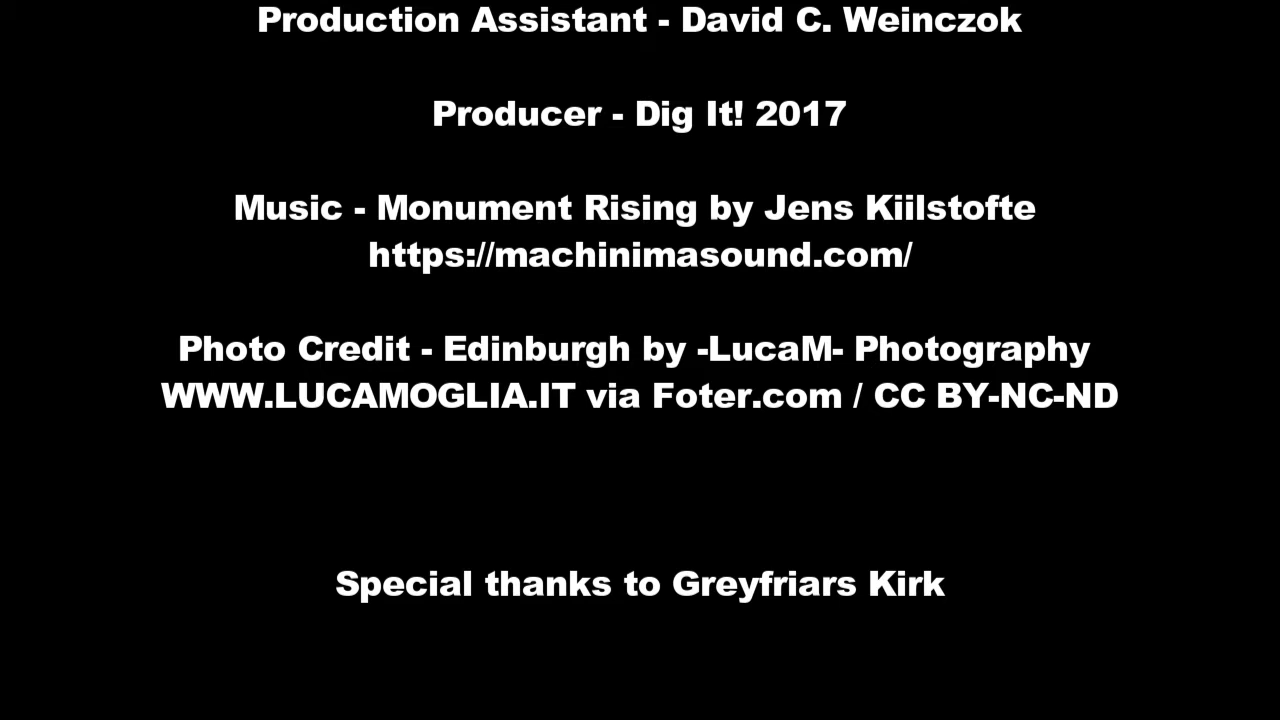 Production Assistant - David C. Weinczok
Producer - Dig It! 2017
Music - Monument Rising by Jens Kiilstofte
https://machinimasound.com/
Photo Credit - Edinburgh by -LucaM- Photography
WWW.LUCAMOGLIA.IT via Foter.com / CC BY-NC-ND
Special thanks to Greyfriars Kirk